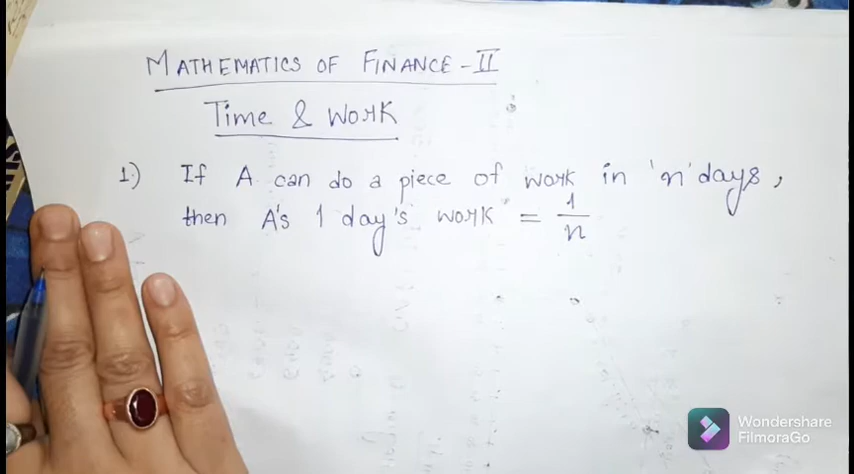 MATHEMATICS OF FINANCE - II
Time & Work
1) If A can do a piece of work in 'n' days,
then A's 1 day's work = 1/n
Wondershare
FilmoraGo